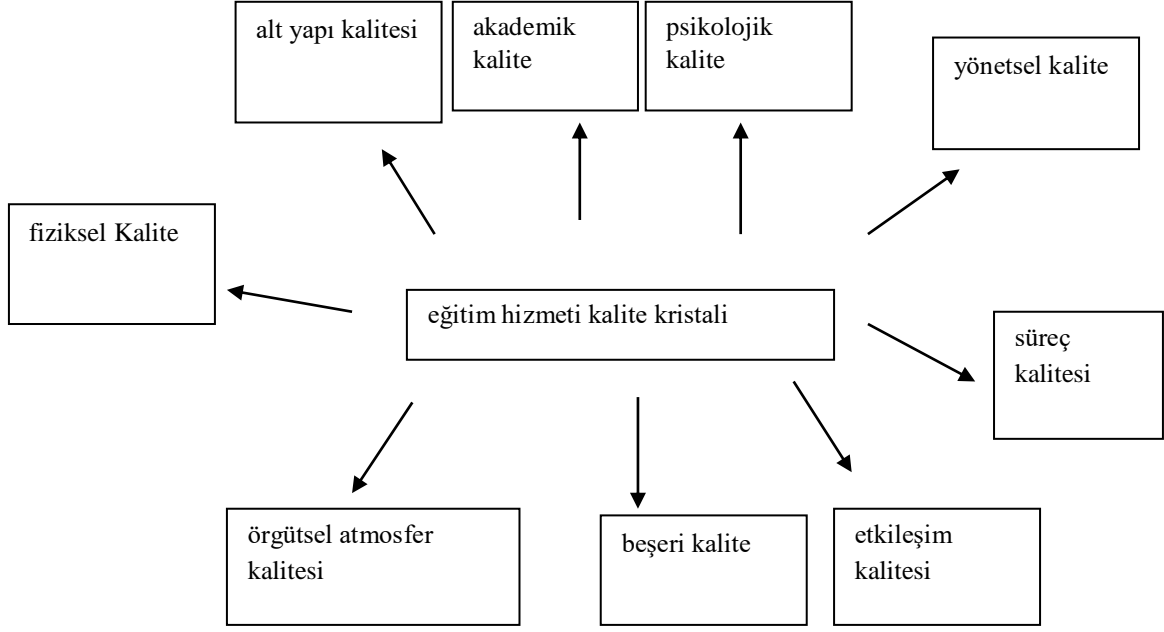 alt yapı kalitesi
akademik
kalite
psikolojik
kalite
yönetsel kalite
fiziksel Kalite
eğitim hizmeti kalite kristali
süreç
kalitesi
örgütsel atmosfer
kalitesi
beşeri kalite
etkileşim
kalitesi